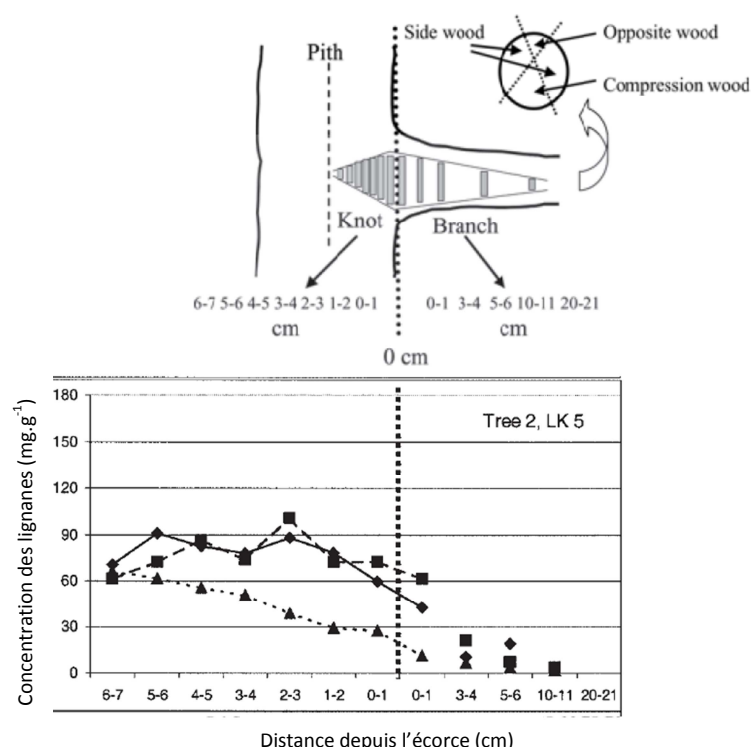 Side wood
Opposite wood
Pith
Compression wood
Knot
Branch
6-7 5-6 4-5 3-4 2-3 1-2 0-1
0-1 3-4 5-6 10-11 20-21
cm
cm
0 cm
Concentration des lignanes (mg.g-1)
180
150
120
90
60
30
0
Tree 2, LK 5
6-7 5-6 4-5 3-4 2-3 1-2 0-1 0-1 3-4 5-6 10-11 20-21
Distance depuis l’écorce (cm)